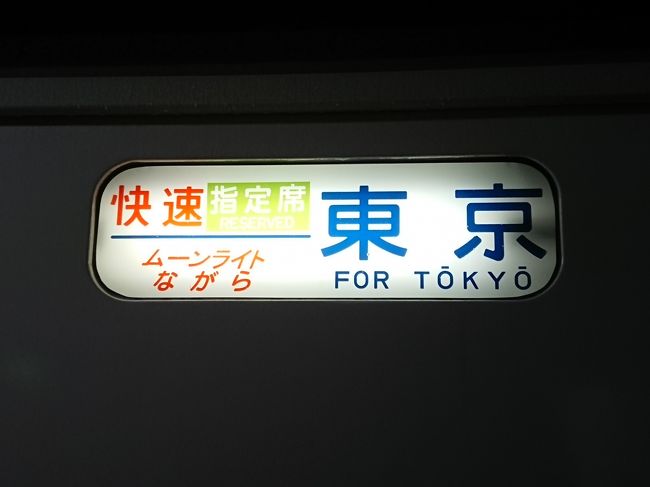 快速 指定席
RESERVED
ムーンライト
ながら
東京
FOR TŌKYŌ